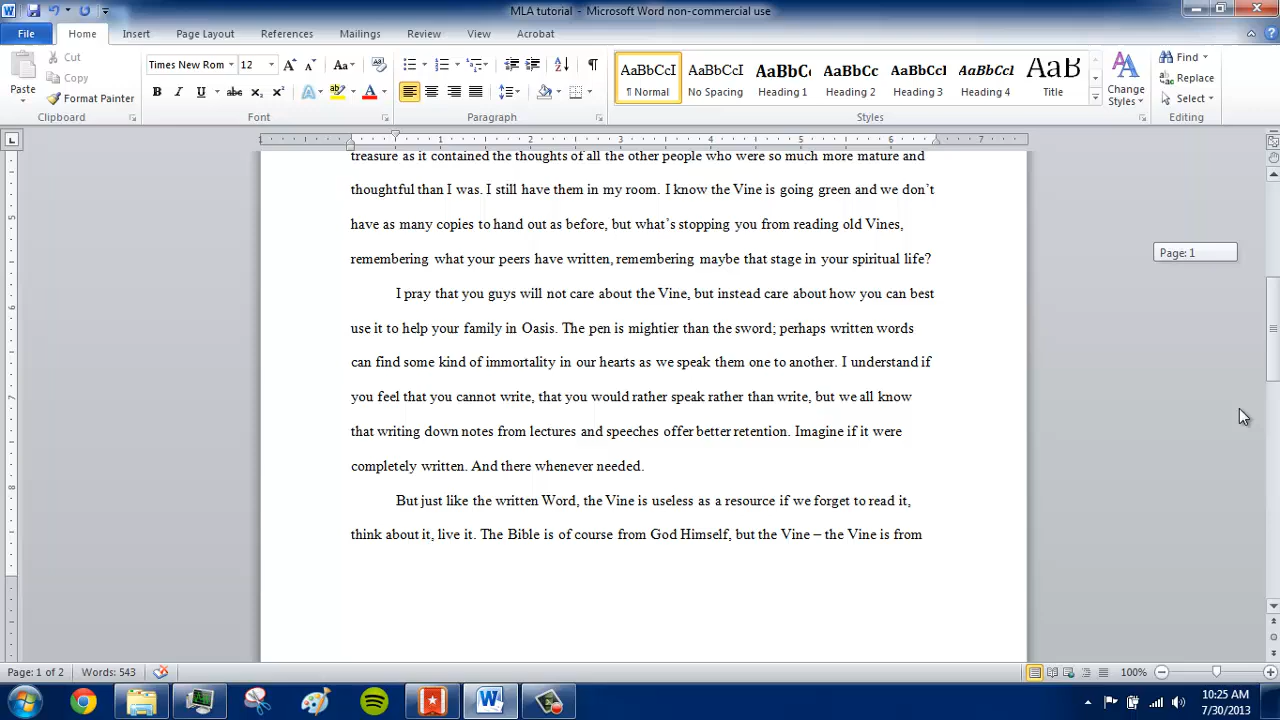 MLA tutorial - Microsoft Word non-commercial use
File Home Insert Page Layout References Mailings Review View Acrobat
Cut
Copy
Format Painter
Paste
Clipboard
Times New Rom 12
Font
Paragraph
AaBbCcI AaBbCcI AaBbCc AaBbCc AaBbCcI AaBbCcI AaB
¶ Normal No Spacing Heading 1 Heading 2 Heading 3 Heading 4 Title
Change Styles
Styles
Find
Replace
Select
Editing
1 2 3 4 5 6 7
treasure as it contained the thoughts of all the other people who were so much more mature and
thoughtful than I was. I still have them in my room. I know the Vine is going green and we don’t
have as many copies to hand out as before, but what’s stopping you from reading old Vines,
remembering what your peers have written, remembering maybe that stage in your spiritual life?
Page: 1
I pray that you guys will not care about the Vine, but instead care about how you can best
use it to help your family in Oasis. The pen is mightier than the sword; perhaps written words
can find some kind of immortality in our hearts as we speak them one to another. I understand if
you feel that you cannot write, that you would rather speak rather than write, but we all know
that writing down notes from lectures and speeches offer better retention. Imagine if it were
completely written. And there whenever needed.
But just like the written Word, the Vine is useless as a resource if we forget to read it,
think about it, live it. The Bible is of course from God Himself, but the Vine – the Vine is from
Page: 1 of 2 Words: 543 100%
10:25 AM
7/30/2013